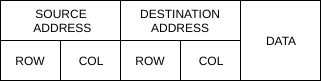 SOURCE
ADDRESS
DESTINATION
ADDRESS
DATA
ROW
COL
ROW
COL